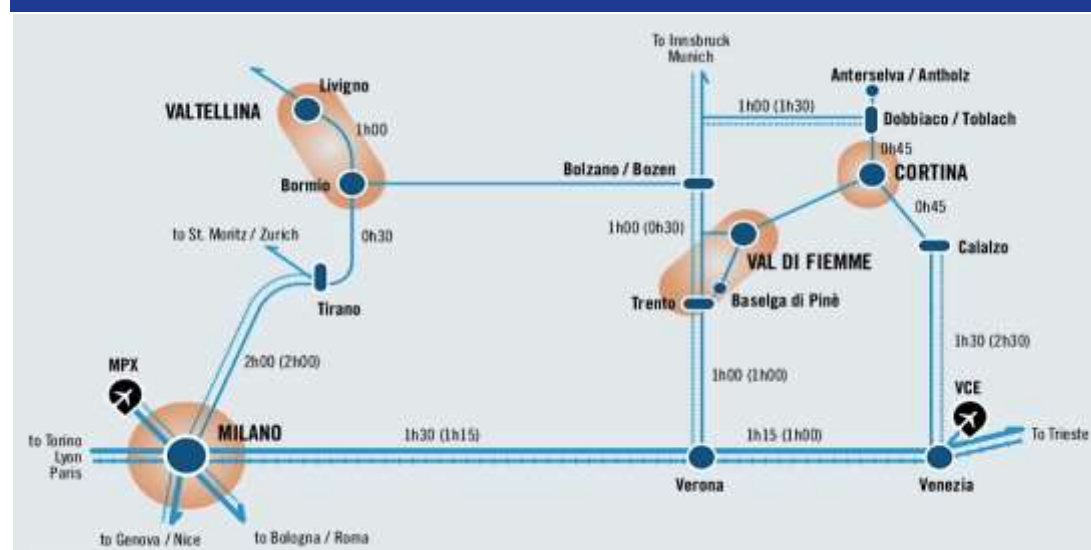 To Innsbruck
Munich
Anterselva / Antholz
Livigno
VALTELLINA
1h00 (1h30)
Dobbiaco / Toblach
1h00
0h45
Bolzano / Bozen
CORTINA
Bormio
0h45
to St. Moritz / Zurich
0h30
1h00 (0h30)
Calalzo
VAL DI FIEMME
Trento
Baselga di Pinè
Tirano
1h30 (2h30)
2h00 (2h00)
MPX
1h00 (1h00)
VCE
MILANO
1h30 (1h15)
1h15 (1h00)
to Torino
Lyon
Paris
To Trieste
Verona
Venezia
to Genova / Nice
to Bologna / Roma